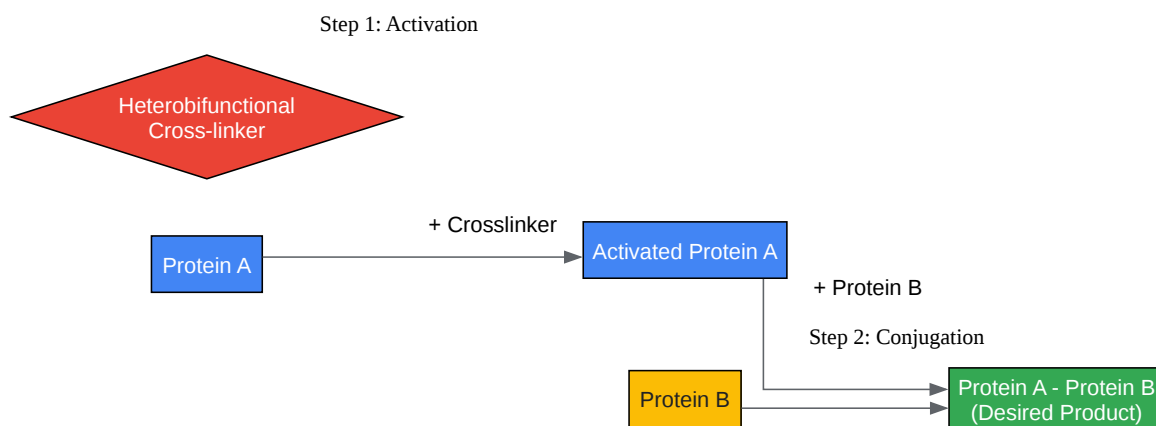 Step 1: Activation
Heterobifunctional
Cross-linker
+ Crosslinker
Protein A
Activated Protein A
+ Protein B
Step 2: Conjugation
Protein B
Protein A - Protein B
(Desired Product)